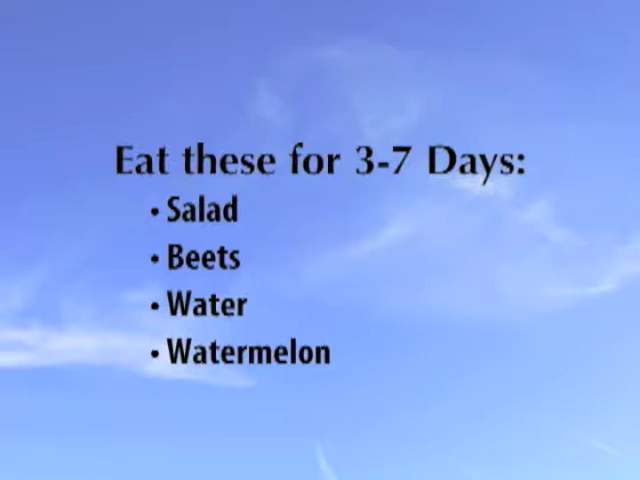 Eat these for 3-7 Days:
• Salad
• Beets
• Water
• Watermelon